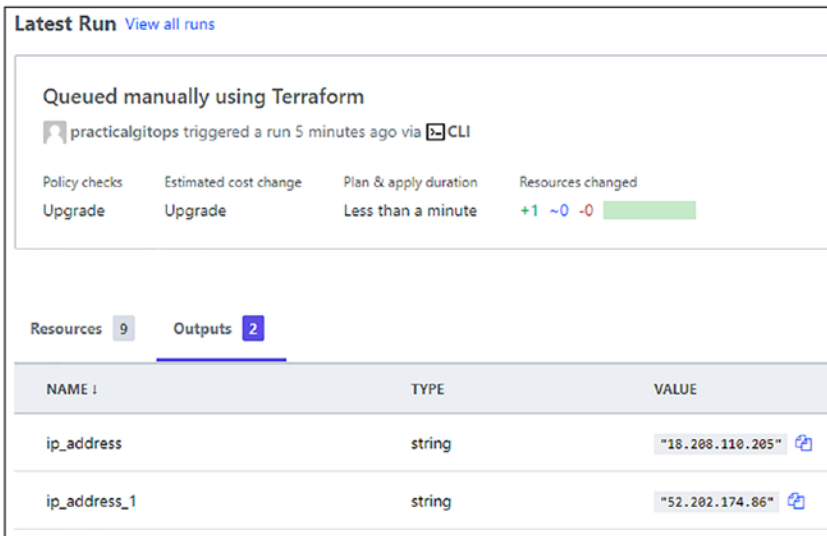 Latest Run View all runs
Queued manually using Terraform
practicalgitops triggered a run 5 minutes ago via CLI
Policy checks Estimated cost change Plan & apply duration Resources changed
Upgrade Upgrade Less than a minute +1 ~0 -0
Resources 9 Outputs 2
NAME ↓ TYPE VALUE
ip_address string "18.208.110.205"
ip_address_1 string "52.202.174.86"